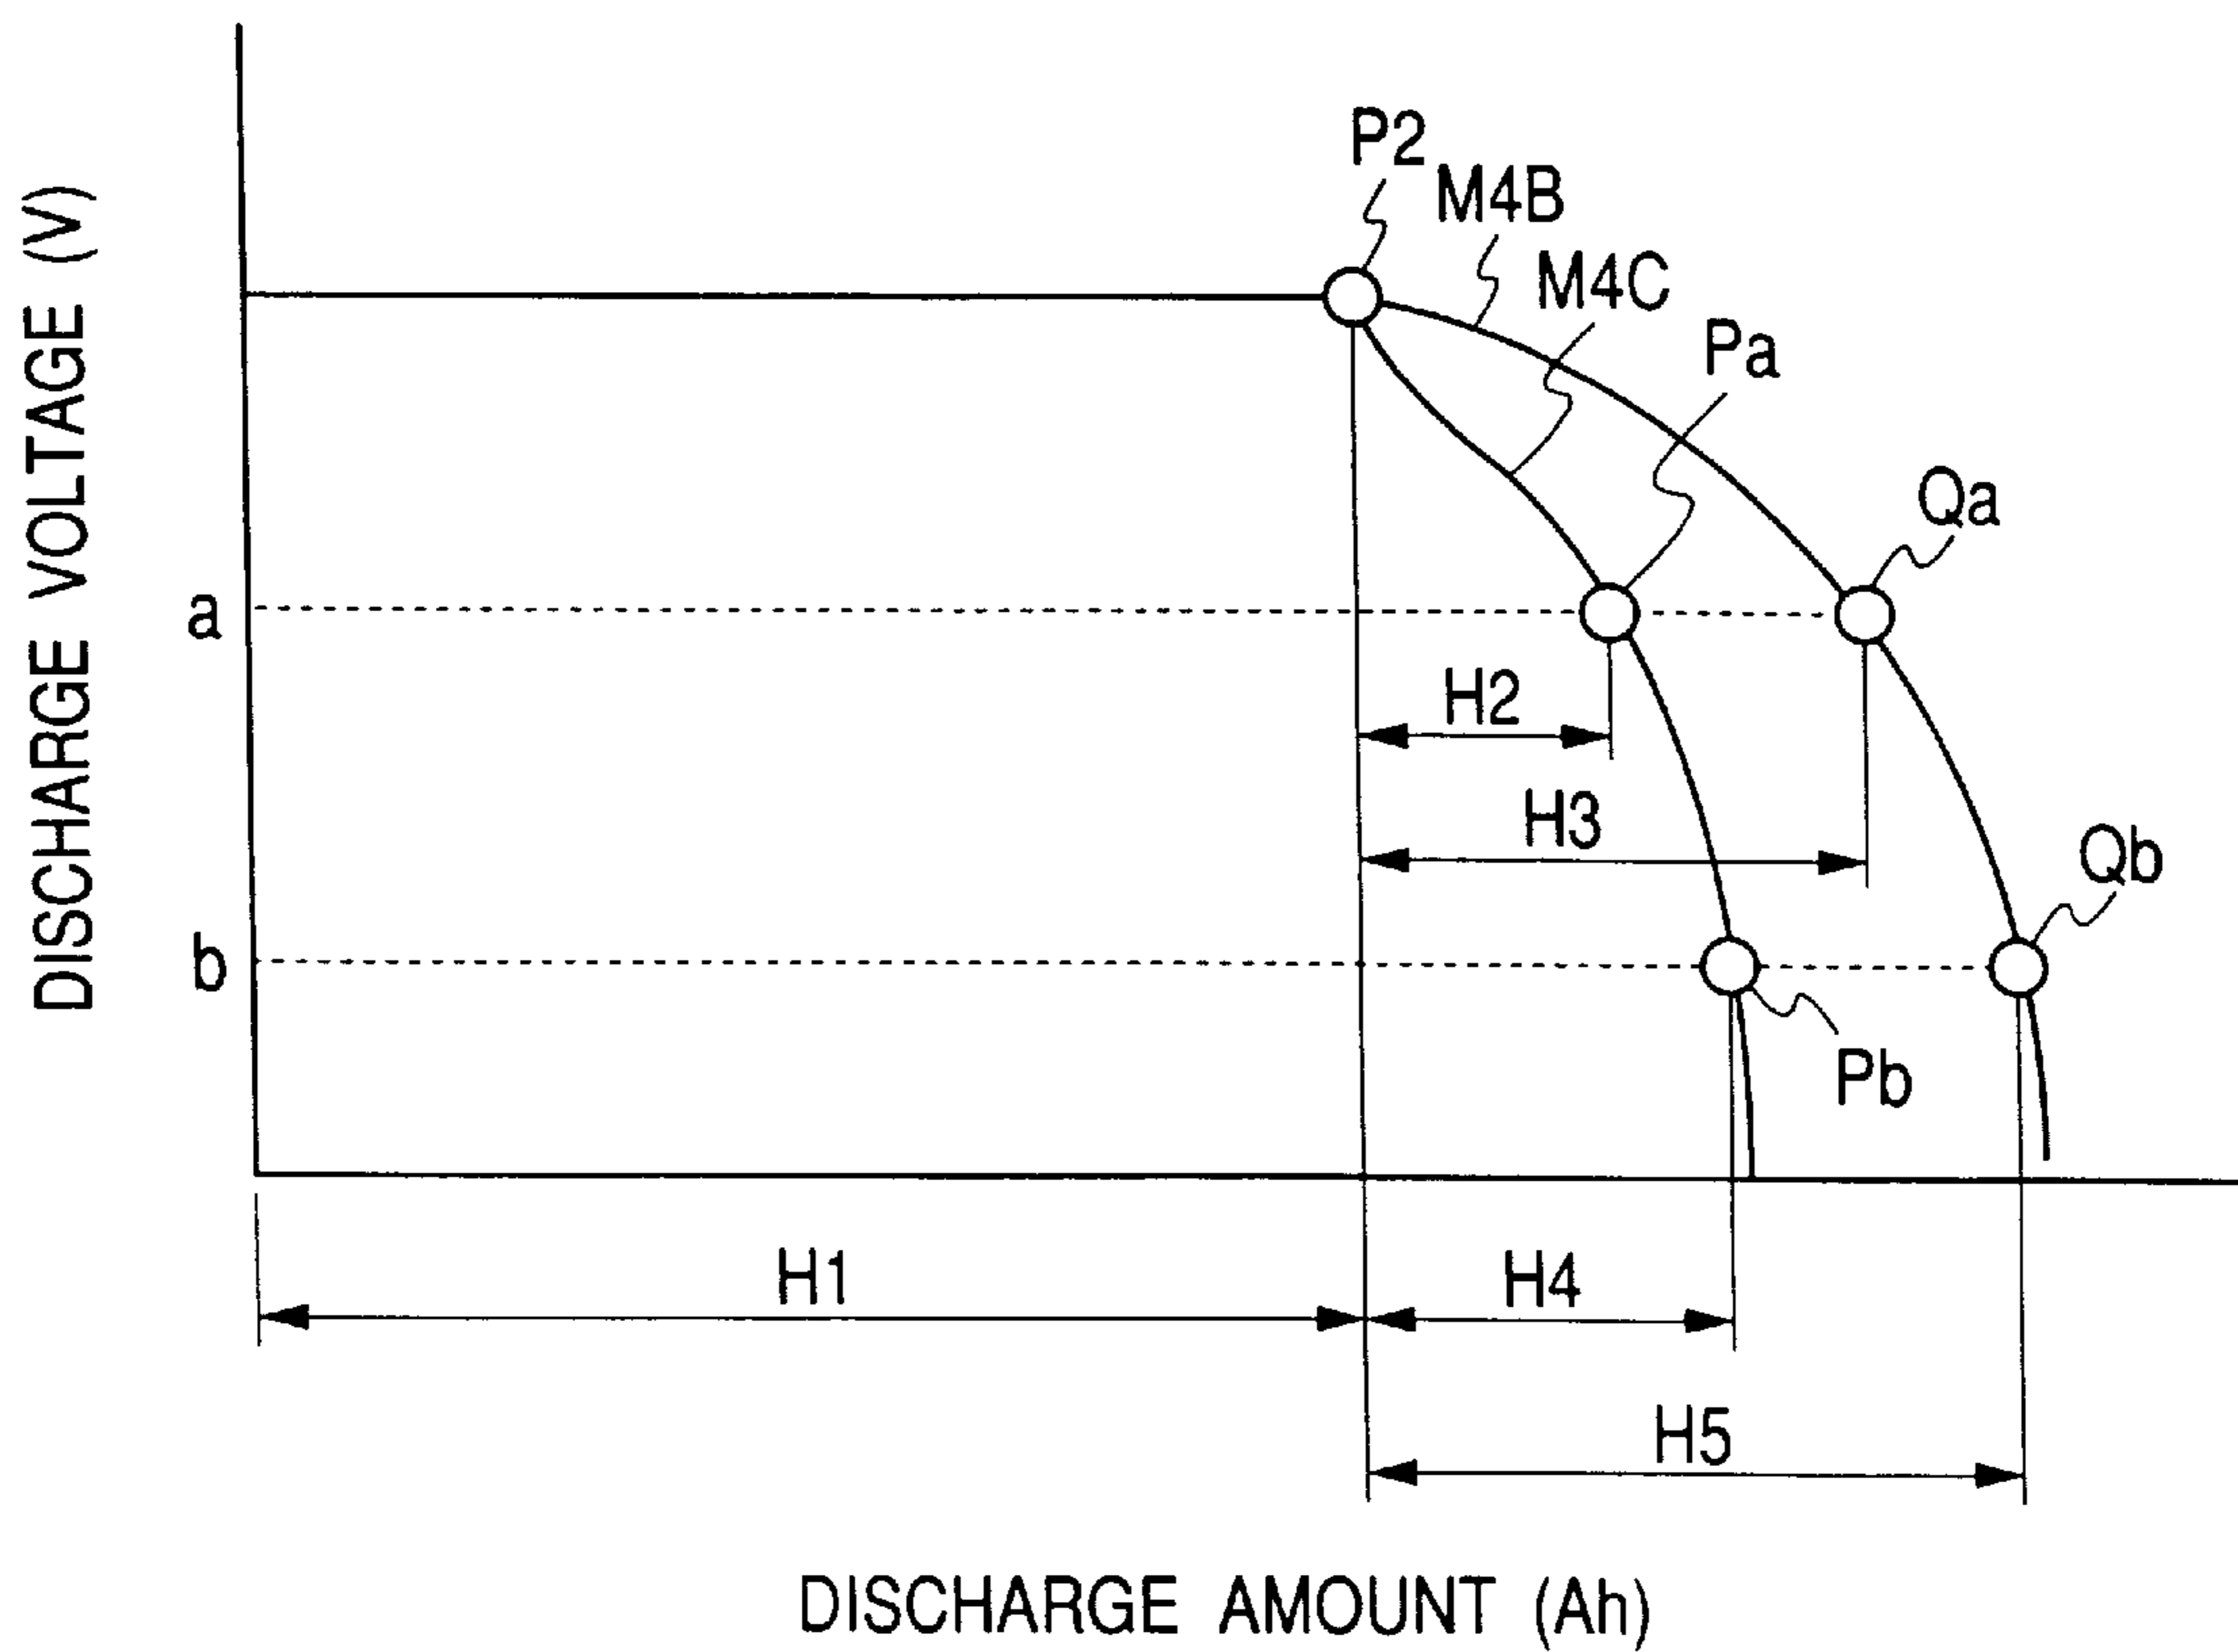 P2
M4B
M4C
Pa
Qa
DISCHARGE VOLTAGE (V)
a
H2
H3
Qb
b
Pb
H1
H4
H5
DISCHARGE AMOUNT (Ah)